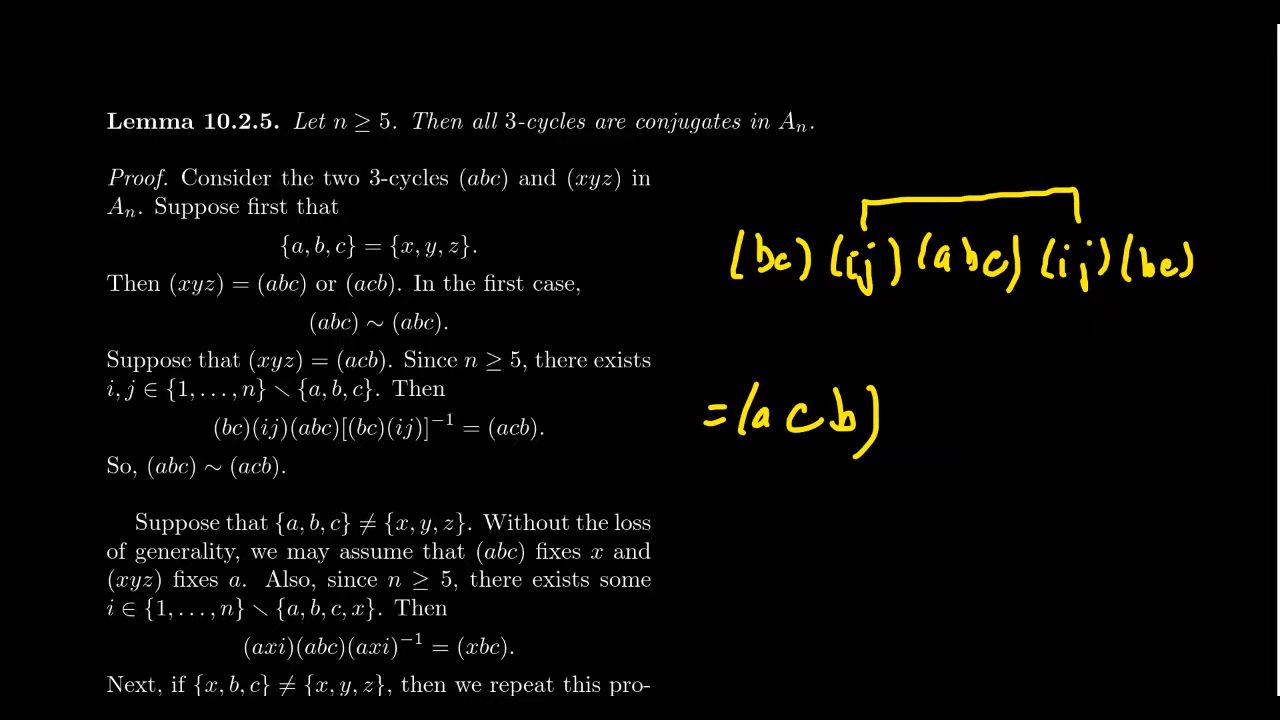 Lemma 10.2.5. Let n ≥ 5. Then all 3-cycles are conjugates in Aₙ.
Proof. Consider the two 3-cycles (abc) and (xyz) in
Aₙ. Suppose first that
{a, b, c} = {x, y, z}.
Then (xyz) = (abc) or (acb). In the first case,
(abc) ∼ (abc).
Suppose that (xyz) = (acb). Since n ≥ 5, there exists
i, j ∈ {1, . . . , n} ∖ {a, b, c}. Then
(bc)(ij)(abc)[(bc)(ij)]⁻¹ = (acb).
So, (abc) ∼ (acb).
Suppose that {a, b, c} ≠ {x, y, z}. Without the loss
of generality, we may assume that (abc) fixes x and
(xyz) fixes a. Also, since n ≥ 5, there exists some
i ∈ {1, . . . , n} ∖ {a, b, c, x}. Then
(axi)(abc)(axi)⁻¹ = (xbc).
Next, if {x, b, c} ≠ {x, y, z}, then we repeat this pro-
(bc) (ij) (abc) (ij) (bc)
= (a c b)